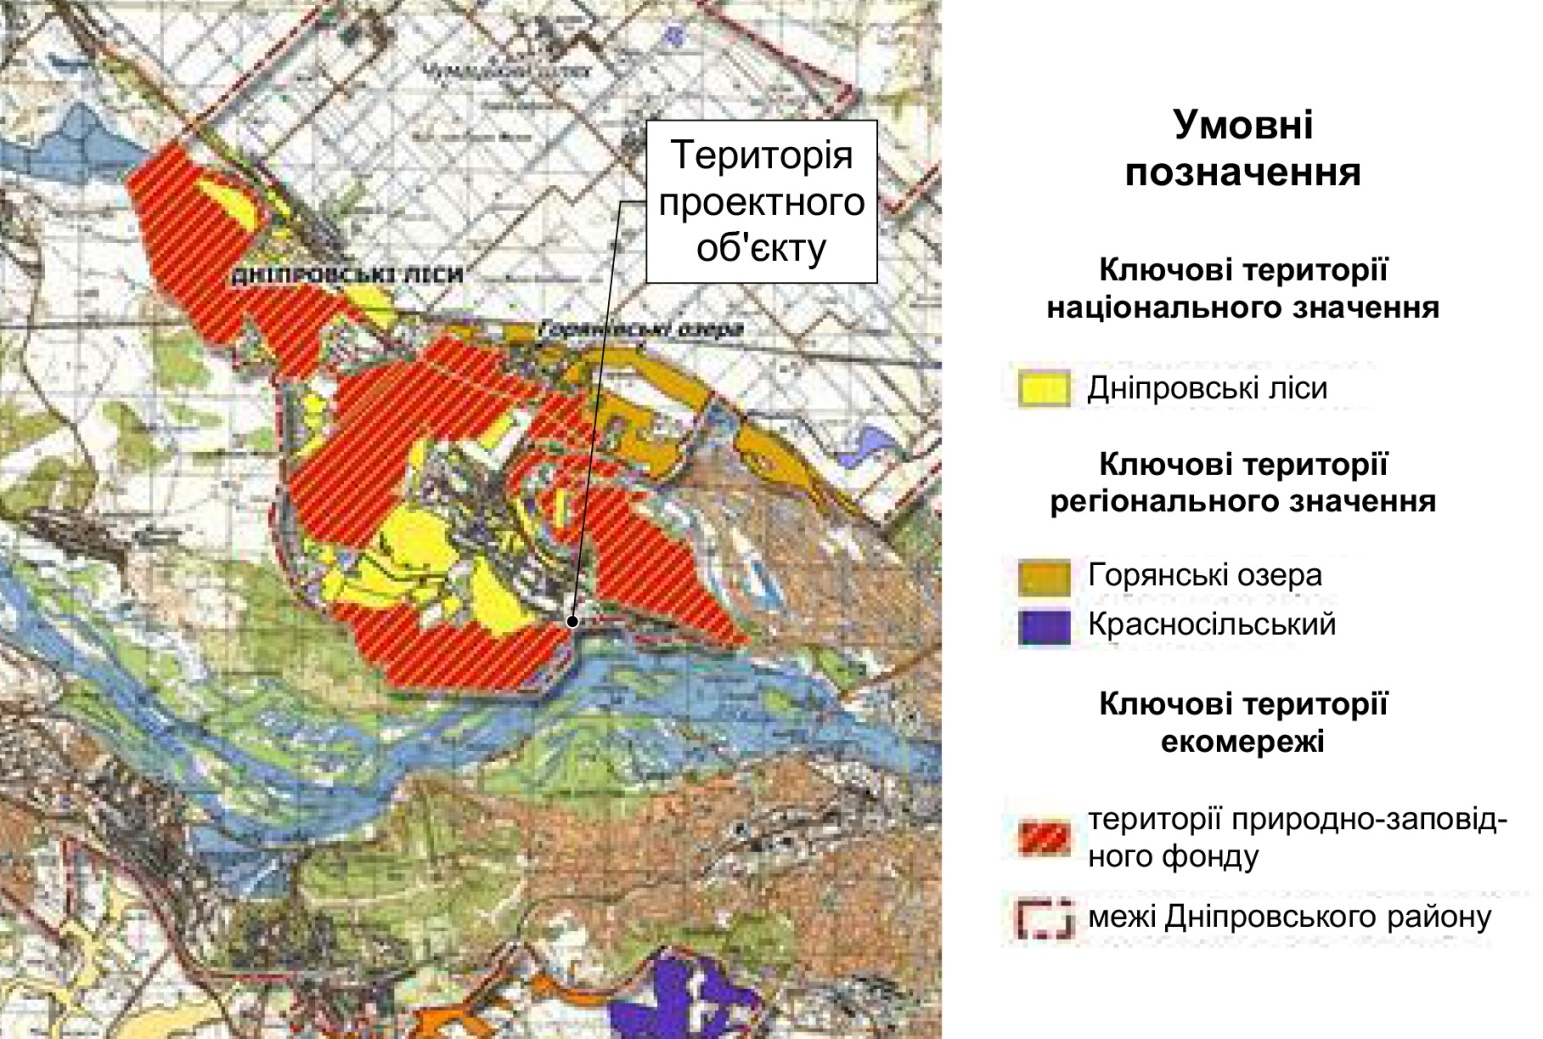 Чумацький шлях
Територія
проектного
об'єкту
ДНІПРОВСЬКІ ЛІСИ
Горянівські озера
Умовні
позначення
Ключові території
національного значення
Дніпровські ліси
Ключові території
регіонального значення
Горянські озера
Красносільський
Ключові території
екомережі
території природно-заповід-
ного фонду
межі Дніпровського району